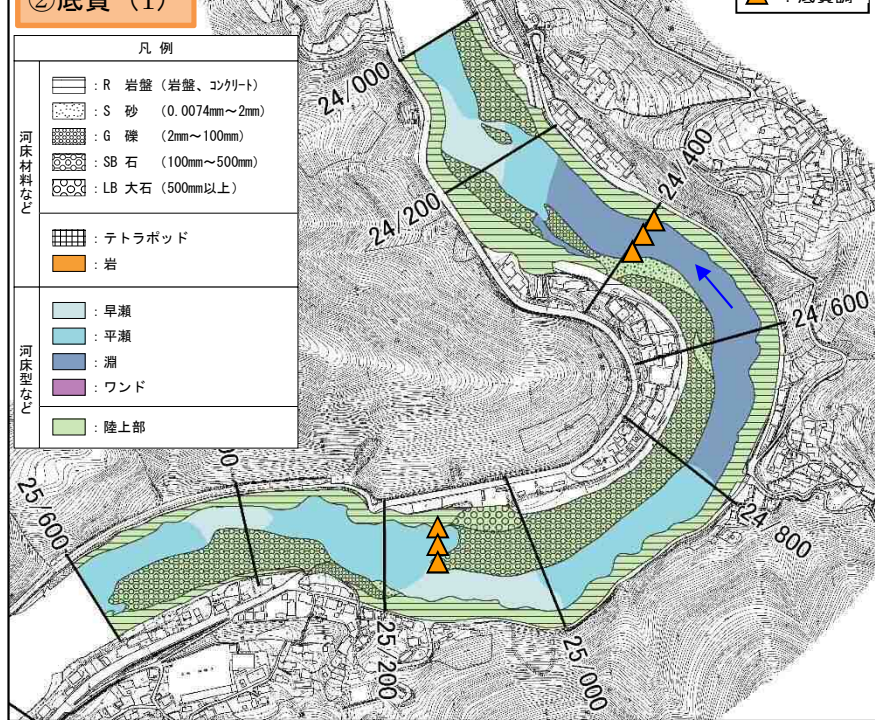 ②底質（1）
凡 例
河床材料など
：R 岩盤（岩盤、コンクリート）
：S 砂 （0.0074mm～2mm）
：G 礫 （2mm～100mm）
：SB 石 （100mm～500mm）
：LB 大石（500mm以上）
：テトラポッド
：岩
河床型など
：早瀬
：平瀬
：淵
：ワンド
：陸上部
24/000
24/200
24/400
24/600
24/800
25/000
25/200
25/600